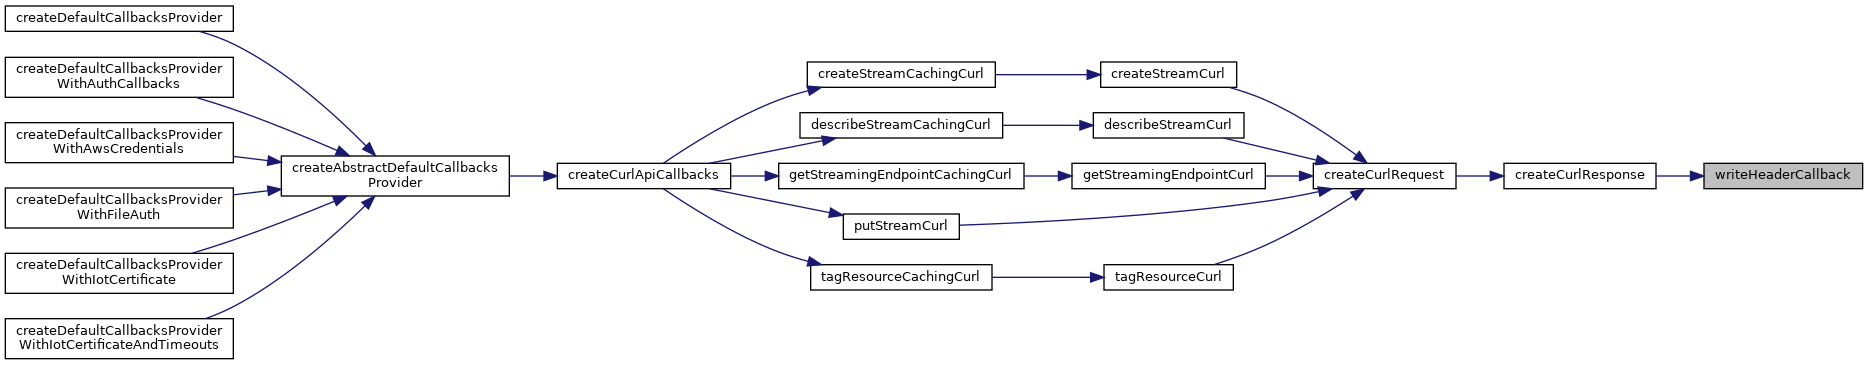 createDefaultCallbacksProvider
createDefaultCallbacksProvider
WithAuthCallbacks
createDefaultCallbacksProvider
WithAwsCredentials
createDefaultCallbacksProvider
WithFileAuth
createDefaultCallbacksProvider
WithIotCertificate
createDefaultCallbacksProvider
WithIotCertificateAndTimeouts
createAbstractDefaultCallbacks
Provider
createCurlApiCallbacks
createStreamCachingCurl
describeStreamCachingCurl
getStreamingEndpointCachingCurl
putStreamCurl
tagResourceCachingCurl
createStreamCurl
describeStreamCurl
getStreamingEndpointCurl
tagResourceCurl
createCurlRequest
createCurlResponse
writeHeaderCallback